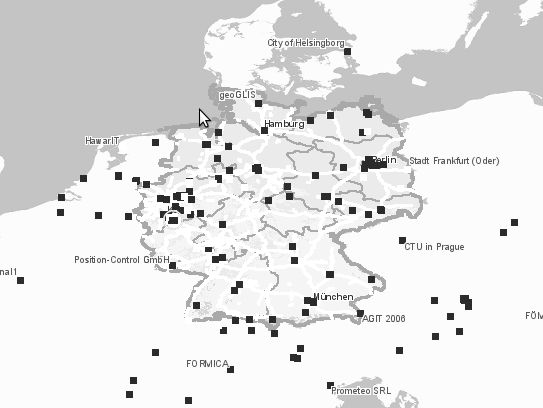 City of Helsingborg
geoGLIS
Hamburg
HawarIT
Berlin
Stadt Frankfurt (Oder)
CTU in Prague
Position-Control GmbH
nal1
München
AGIT 2006
FÖM
FORMICA
Prometeo SRL